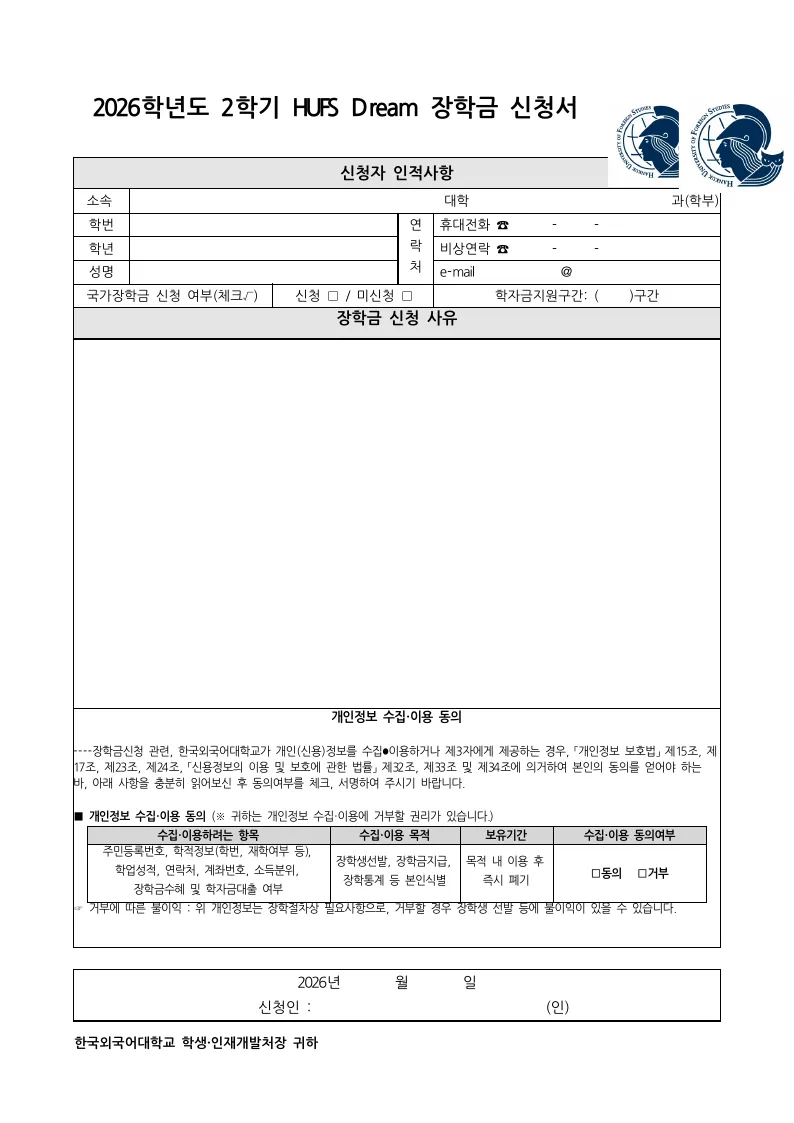 2026학년도 2학기 HUFS Dream 장학금 신청서
HANKUK UNIVERSITY OF FOREIGN STUDIES
HANKUK UNIVERSITY OF FOREIGN STUDIES
신청자 인적사항
소속 대학 과(학부)
학번 연락처 휴대전화 ☎ - -
학년 비상연락 ☎ - -
성명 e-mail @
국가장학금 신청 여부(체크√) 신청 □ / 미신청 □ 학자금지원구간: ( )구간
장학금 신청 사유
개인정보 수집·이용 동의
----장학금신청 관련, 한국외국어대학교가 개인(신용)정보를 수집●이용하거나 제3자에게 제공하는 경우, 「개인정보 보호법」 제15조, 제
17조, 제23조, 제24조, 「신용정보의 이용 및 보호에 관한 법률」 제32조, 제33조 및 제34조에 의거하여 본인의 동의를 얻어야 하는
바, 아래 사항을 충분히 읽어보신 후 동의여부를 체크, 서명하여 주시기 바랍니다.
■ 개인정보 수집·이용 동의 (※ 귀하는 개인정보 수집·이용에 거부할 권리가 있습니다.)
수집·이용하려는 항목 수집·이용 목적 보유기간 수집·이용 동의여부
주민등록번호, 학적정보(학번, 재학여부 등),
학업성적, 연락처, 계좌번호, 소득분위,
장학금수혜 및 학자금대출 여부
장학생선발, 장학금지급,
장학통계 등 본인식별
목적 내 이용 후
즉시 폐기
□동의 □거부
☞ 거부에 따른 불이익 : 위 개인정보는 장학절차상 필요사항으로, 거부할 경우 장학생 선발 등에 불이익이 있을 수 있습니다.
2026년 월 일
신청인 : (인)
한국외국어대학교 학생·인재개발처장 귀하